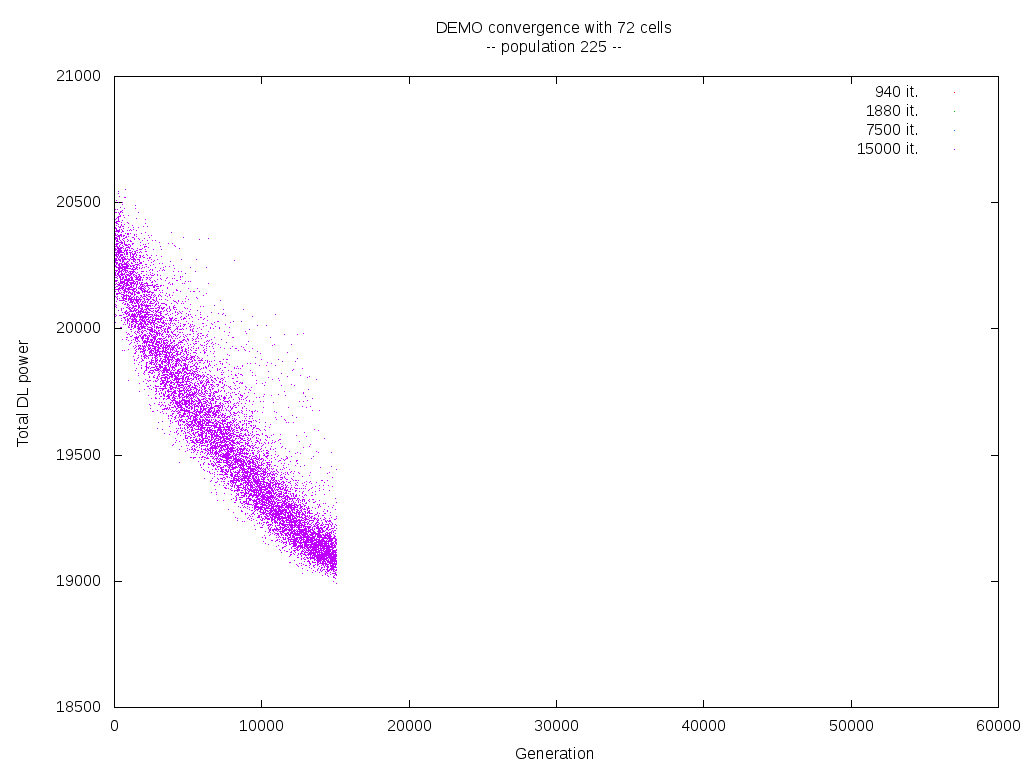 DEMO convergence with 72 cells
-- population 225 --
21000
20500
20000
19500
19000
18500
Total DL power
940 it.
1880 it.
7500 it.
15000 it.
0 10000 20000 30000 40000 50000 60000
Generation